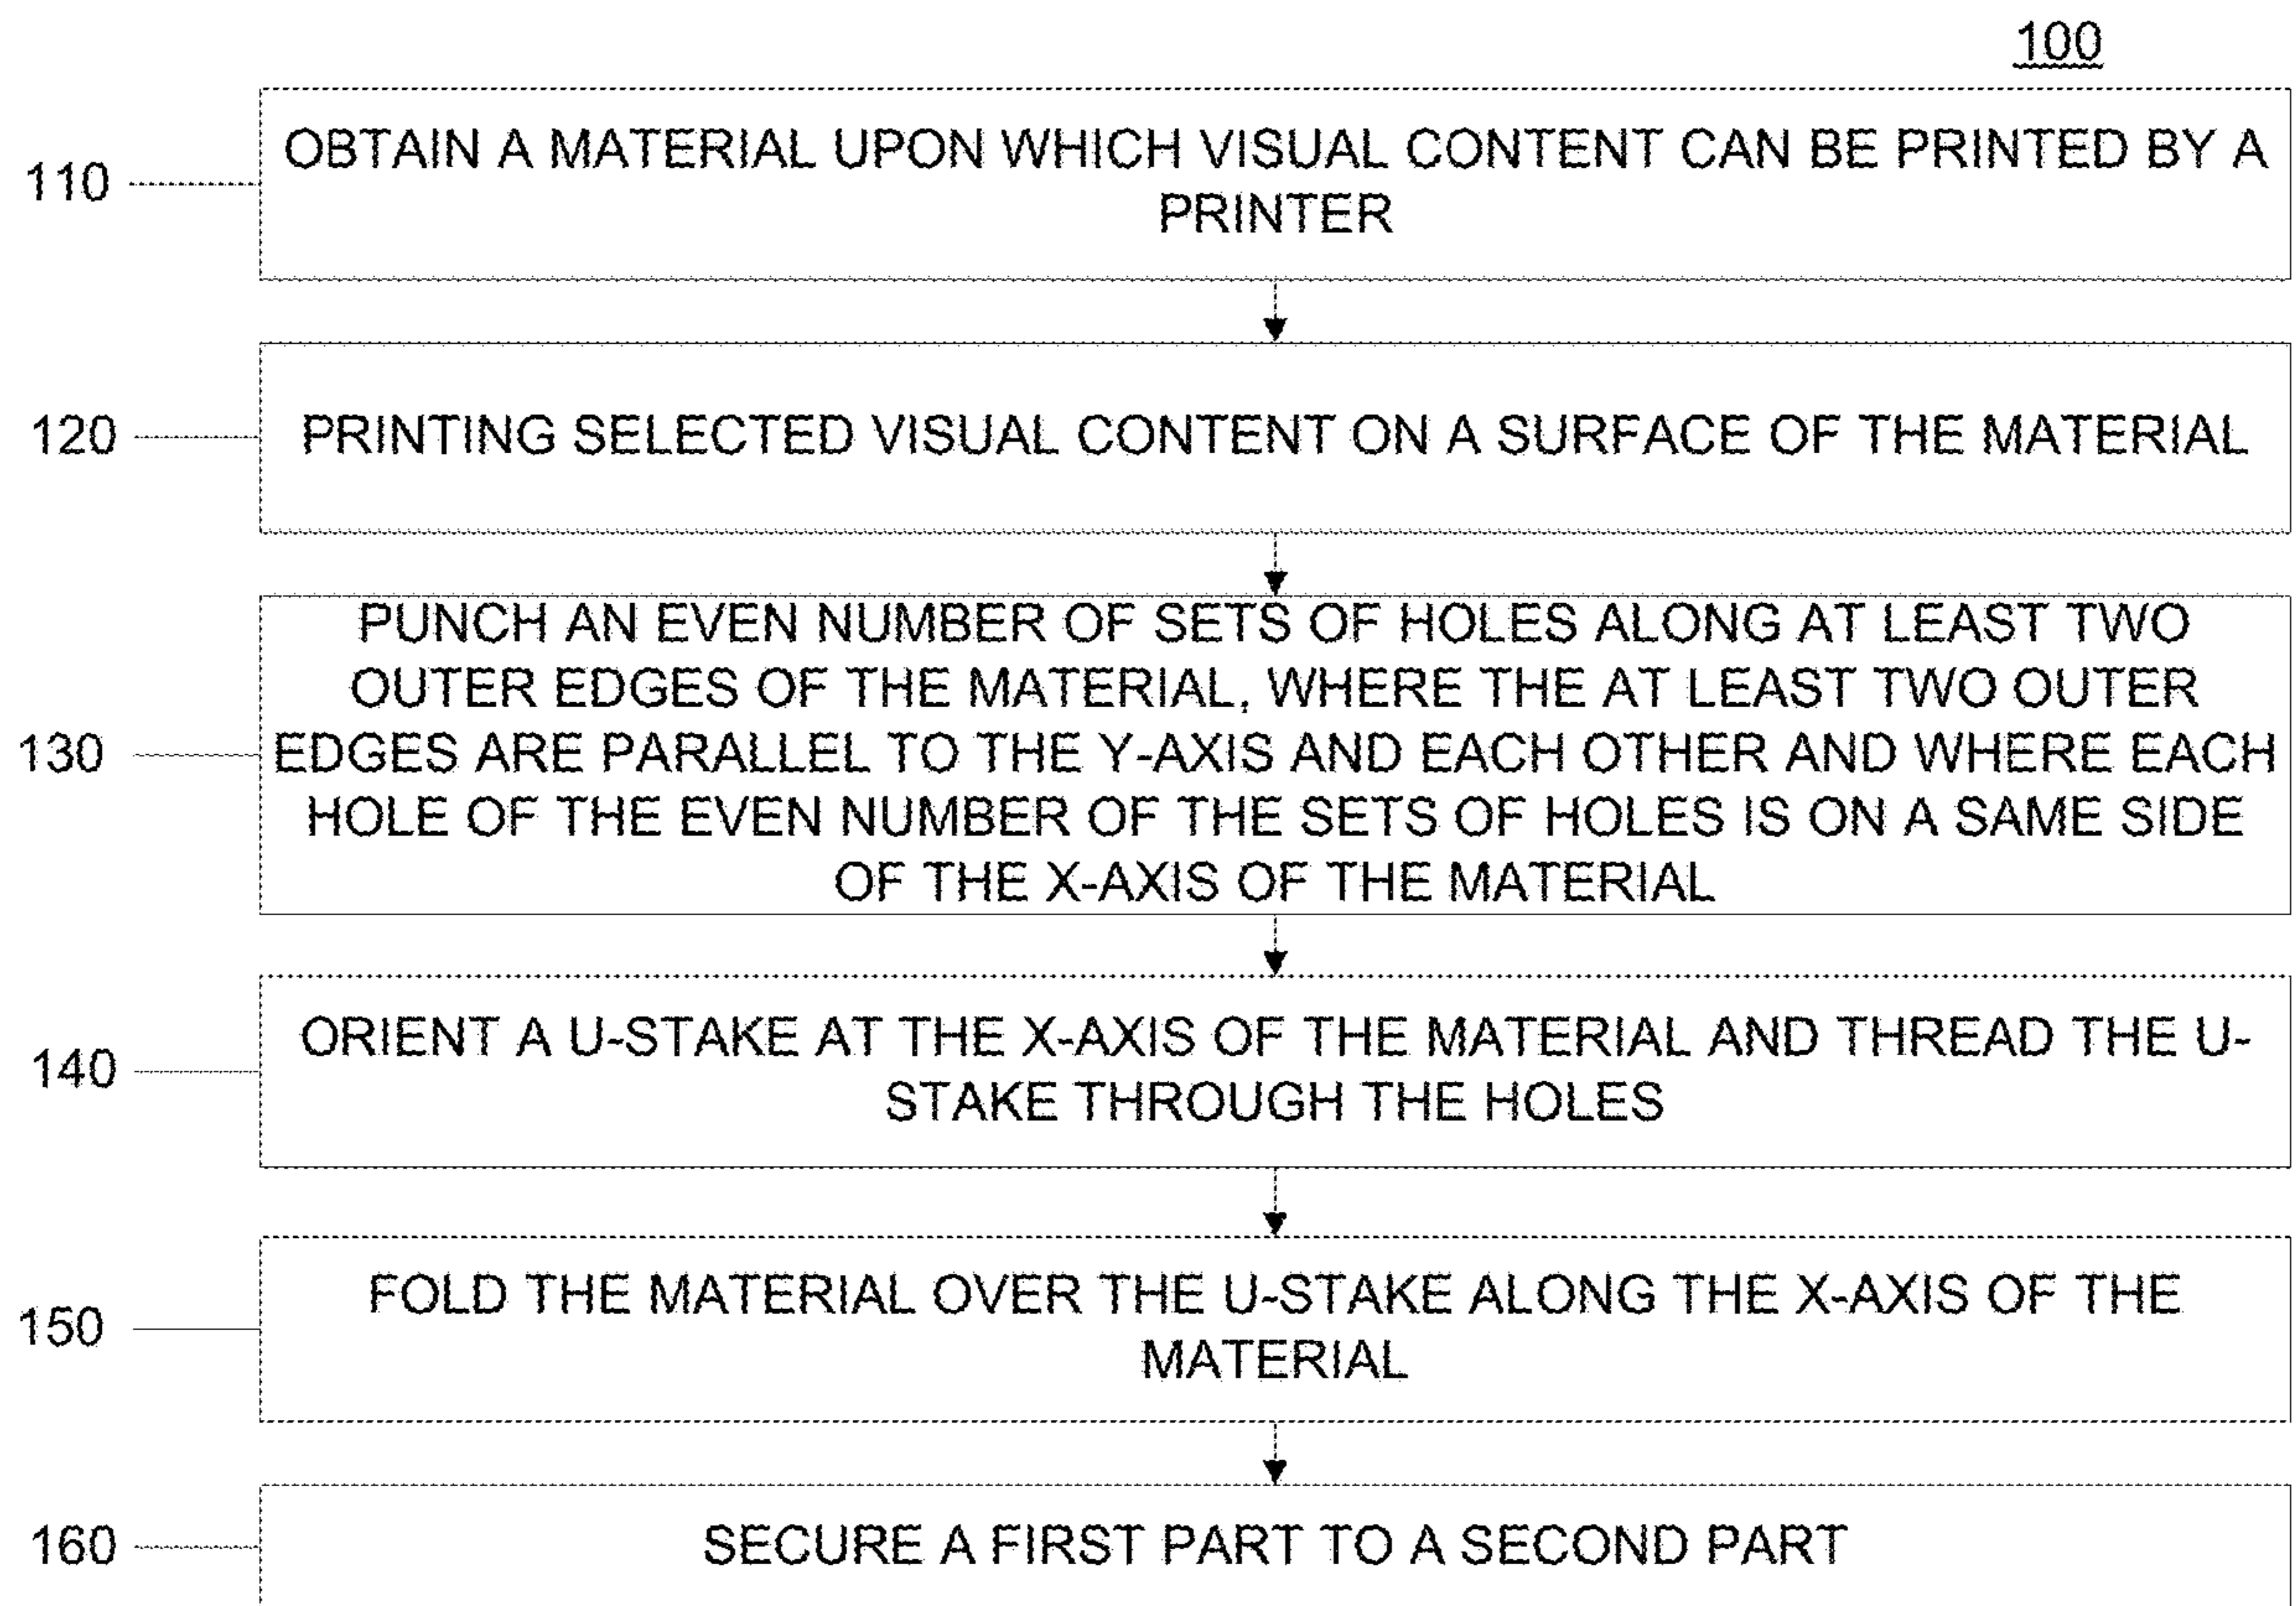 100
110
OBTAIN A MATERIAL UPON WHICH VISUAL CONTENT CAN BE PRINTED BY A
PRINTER
120
PRINTING SELECTED VISUAL CONTENT ON A SURFACE OF THE MATERIAL
130
PUNCH AN EVEN NUMBER OF SETS OF HOLES ALONG AT LEAST TWO
OUTER EDGES OF THE MATERIAL, WHERE THE AT LEAST TWO OUTER
EDGES ARE PARALLEL TO THE Y-AXIS AND EACH OTHER AND WHERE EACH
HOLE OF THE EVEN NUMBER OF THE SETS OF HOLES IS ON A SAME SIDE
OF THE X-AXIS OF THE MATERIAL
140
ORIENT A U-STAKE AT THE X-AXIS OF THE MATERIAL AND THREAD THE U-
STAKE THROUGH THE HOLES
150
FOLD THE MATERIAL OVER THE U-STAKE ALONG THE X-AXIS OF THE
MATERIAL
160
SECURE A FIRST PART TO A SECOND PART